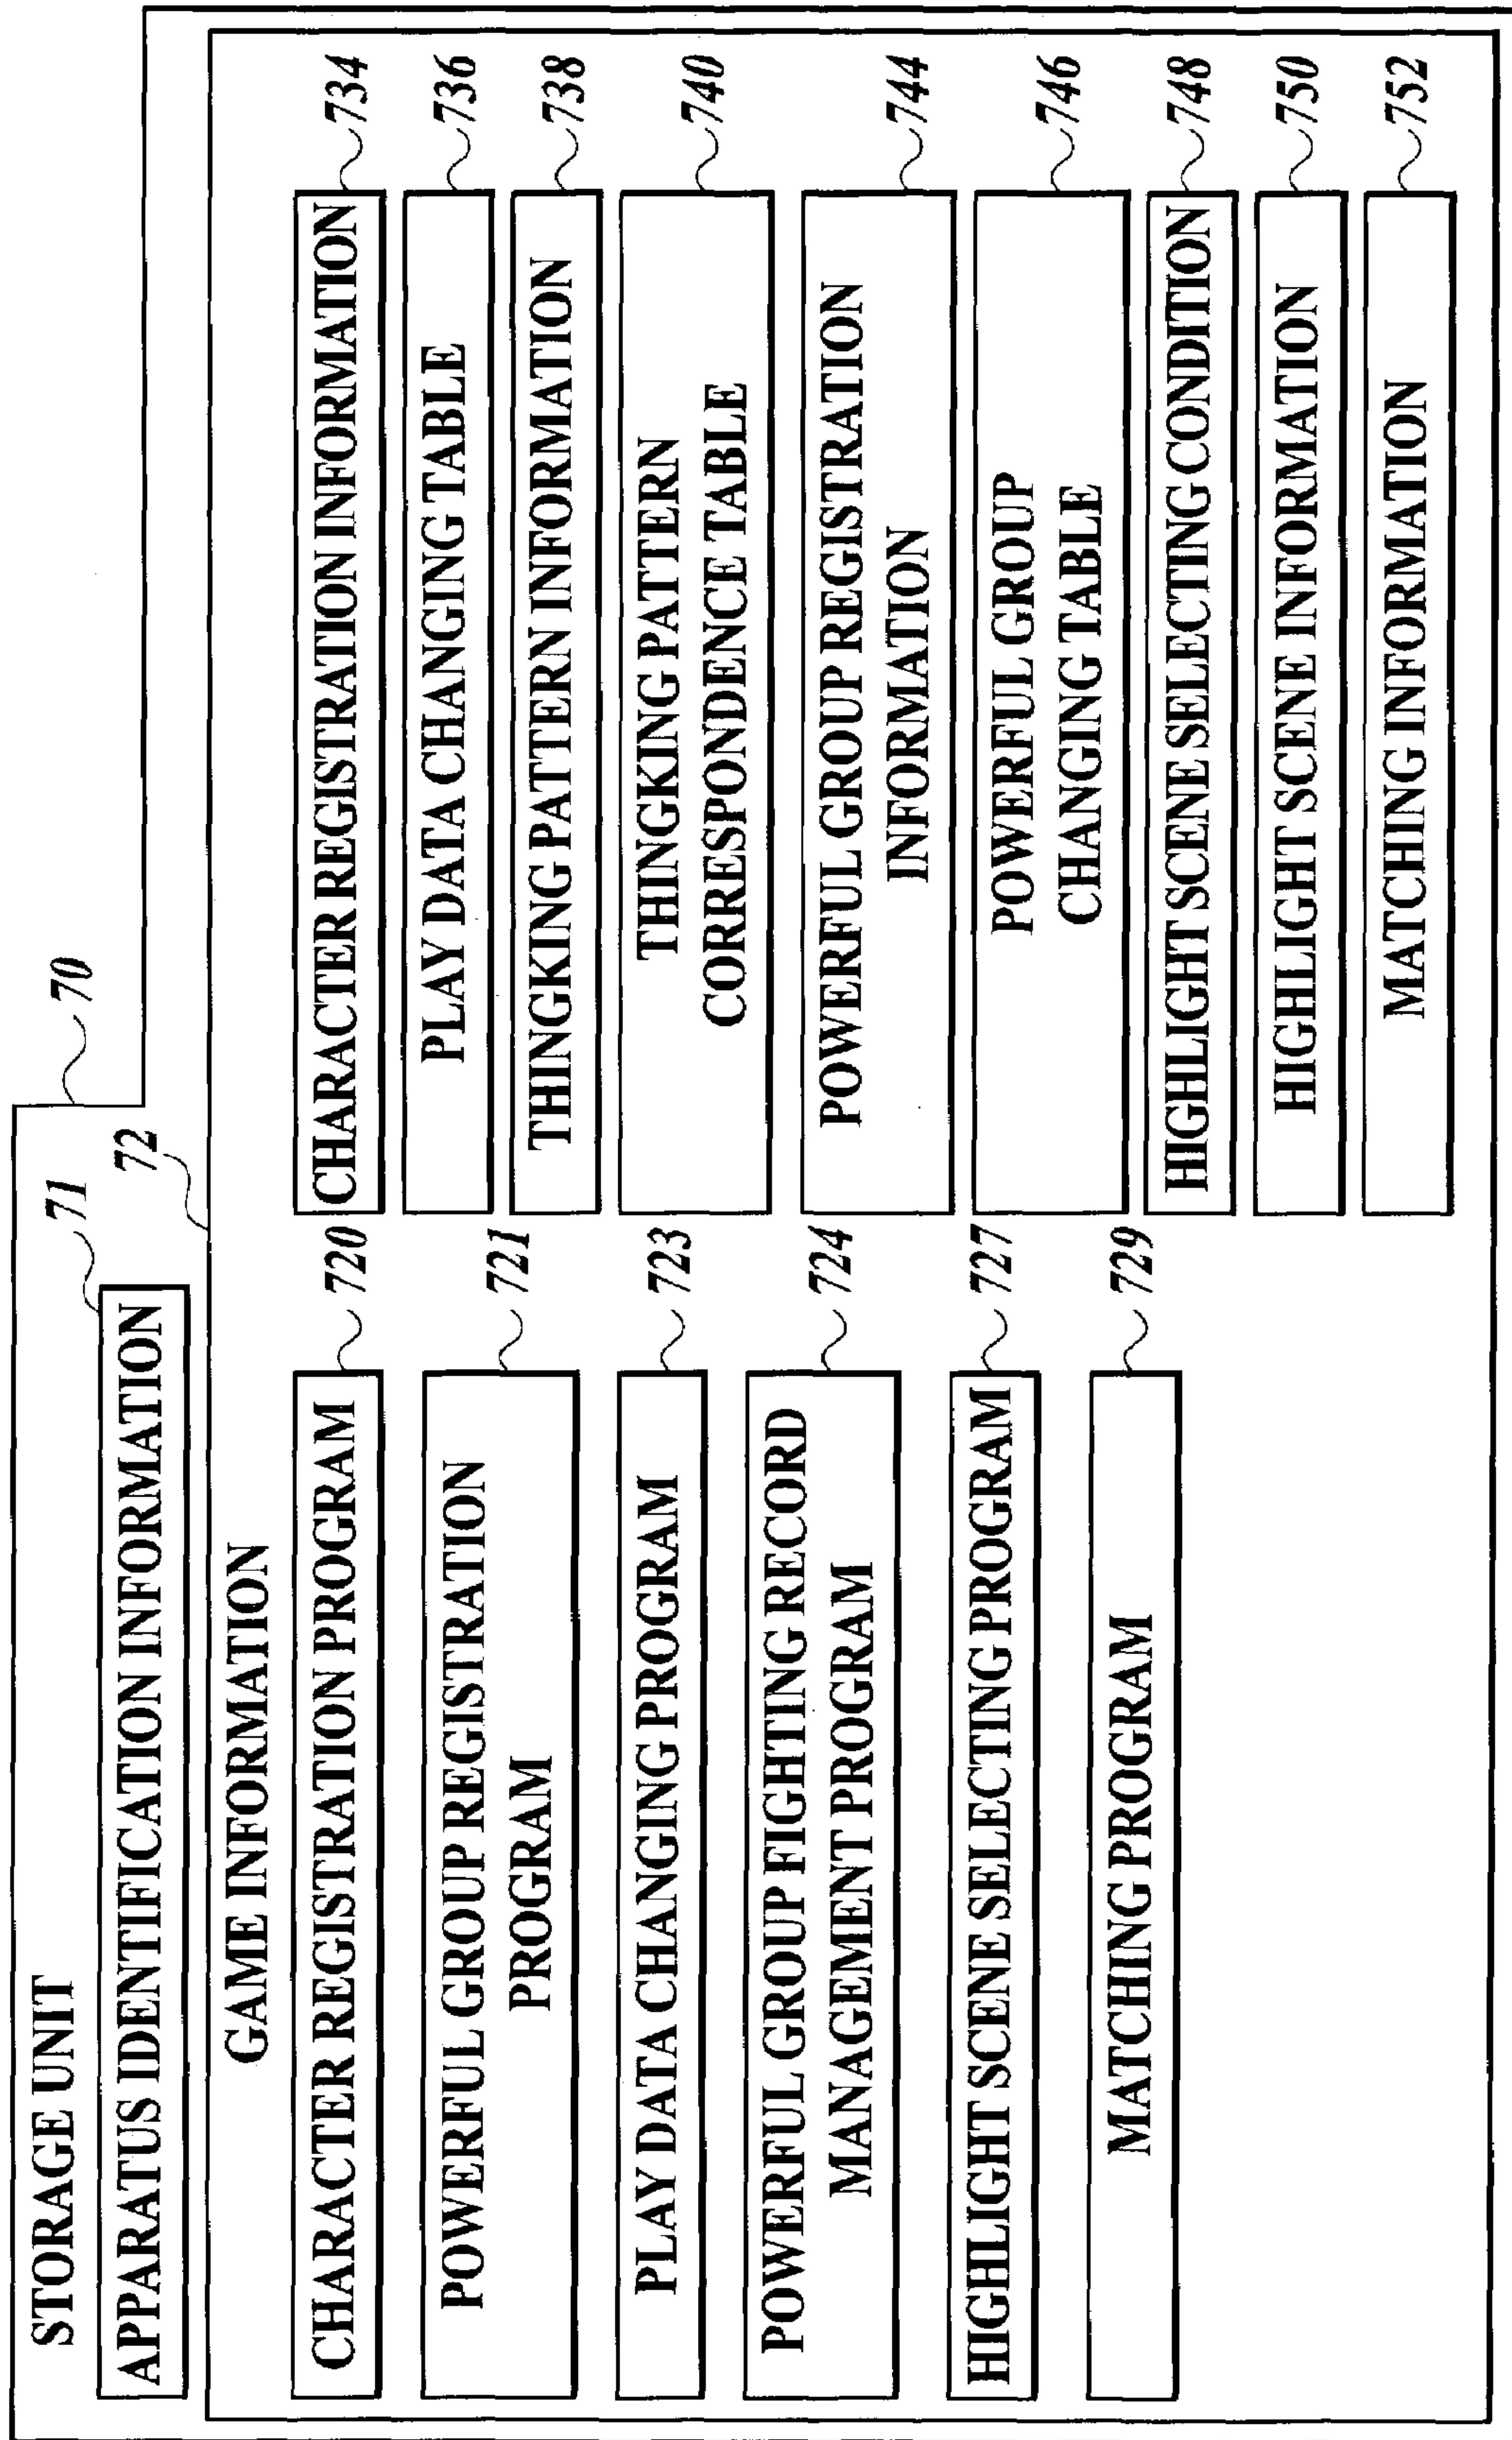 STORAGE UNIT
70
71
APPARATUS IDENTIFICATION INFORMATION
72
GAME INFORMATION
CHARACTER REGISTRATION PROGRAM
720
POWERFUL GROUP REGISTRATION
PROGRAM
721
PLAY DATA CHANGING PROGRAM
723
POWERFUL GROUP FIGHTING RECORD
MANAGEMENT PROGRAM
724
HIGHLIGHT SCENE SELECTING PROGRAM
727
MATCHING PROGRAM
729
CHARACTER REGISTRATION INFORMATION
734
PLAY DATA CHANGING TABLE
736
THINGKING PATTERN INFORMATION
738
THINGKING PATTERN
CORRESPONDENCE TABLE
740
POWERFUL GROUP REGISTRATION
INFORMATION
744
POWERFUL GROUP
CHANGING TABLE
746
HIGHLIGHT SCENE SELECTING CONDITION
748
HIGHLIGHT SCENE INFORMATION
750
MATCHING INFORMATION
752